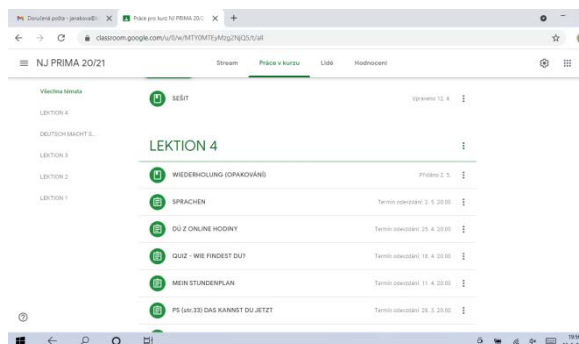 Doručená pošta - janakova@
Práce pro kurz NJ PRIMA 20/2
classroom.google.com/u/0/w/MTY0MTEyMzg2NjQ5/t/all
NJ PRIMA 20/21
Stream
Práce v kurzu
Lidé
Hodnocení
Všechna témata
LEKTION 4
DEUTSCH MACHT S...
LEKTION 3
LEKTION 2
LEKTION 1
SEŠIT
Upraveno 12. 4.
LEKTION 4
WIEDERHOLUNG (OPAKOVÁNÍ)
Přidáno 2. 5.
SPRACHEN
Termín odevzdání: 2. 5. 20:00
DÚ Z ONLINE HODINY
Termín odevzdání: 25. 4. 20:00
QUIZ - WIE FINDEST DU?
Termín odevzdání: 18. 4. 20:00
MEIN STUNDENPLAN
Termín odevzdání: 11. 4. 20:00
PS (str.33) DAS KANNST DU JETZT
Termín odevzdání: 28. 3. 20:00